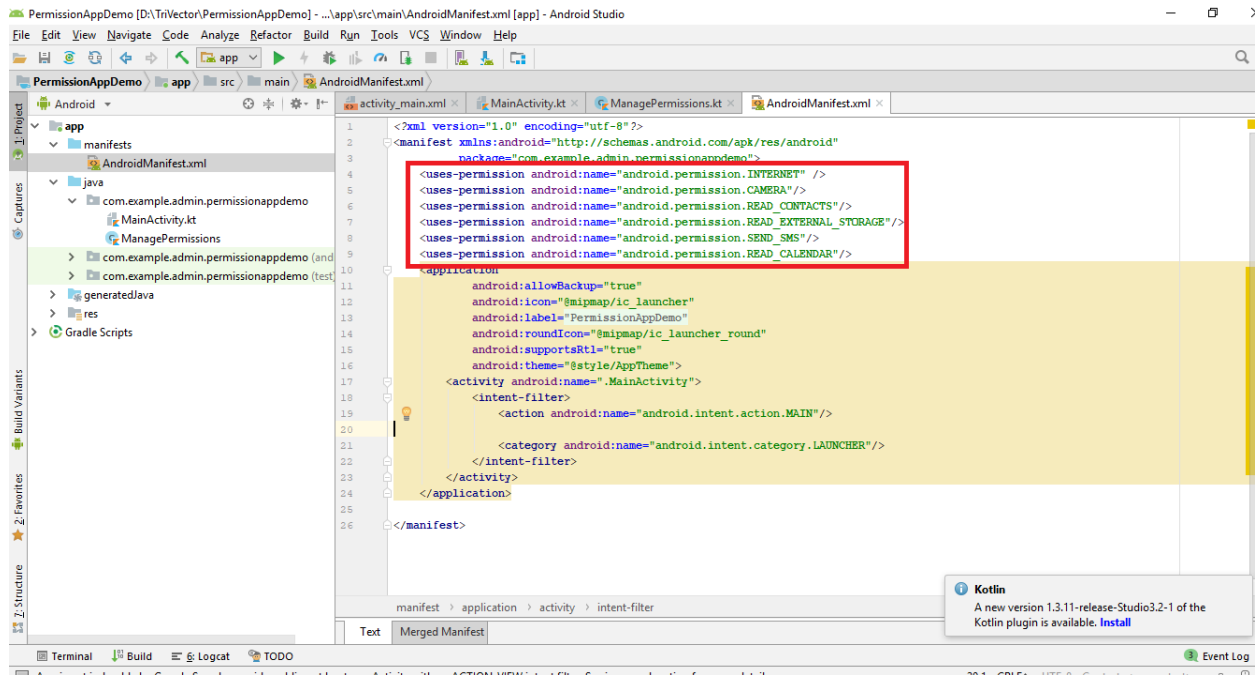 PermissionAppDemo [D:\TriVector\PermissionAppDemo] - ...\app\src\main\AndroidManifest.xml [app] - Android Studio
File Edit View Navigate Code Analyze Refactor Build Run Tools VCS Window Help
app
PermissionAppDemo app src main AndroidManifest.xml
Android
activity_main.xml MainActivity.kt ManagePermissions.kt AndroidManifest.xml
1: Project
Captures
Build Variants
2: Favorites
7: Structure
app
manifests
AndroidManifest.xml
java
com.example.admin.permissionappdemo
MainActivity.kt
ManagePermissions
com.example.admin.permissionappdemo (and
com.example.admin.permissionappdemo (test)
generatedJava
res
Gradle Scripts
1 <?xml version="1.0" encoding="utf-8"?>
2 <manifest xmlns:android="http://schemas.android.com/apk/res/android"
3 package="com.example.admin.permissionappdemo">
4 <uses-permission android:name="android.permission.INTERNET" />
5 <uses-permission android:name="android.permission.CAMERA"/>
6 <uses-permission android:name="android.permission.READ_CONTACTS"/>
7 <uses-permission android:name="android.permission.READ_EXTERNAL_STORAGE"/>
8 <uses-permission android:name="android.permission.SEND_SMS"/>
9 <uses-permission android:name="android.permission.READ_CALENDAR"/>
10 <application
11 android:allowBackup="true"
12 android:icon="@mipmap/ic_launcher"
13 android:label="PermissionAppDemo"
14 android:roundIcon="@mipmap/ic_launcher_round"
15 android:supportsRtl="true"
16 android:theme="@style/AppTheme">
17 <activity android:name=".MainActivity">
18 <intent-filter>
19 <action android:name="android.intent.action.MAIN"/>
20
21 <category android:name="android.intent.category.LAUNCHER"/>
22 </intent-filter>
23 </activity>
24 </application>
25
26 </manifest>
manifest › application › activity › intent-filter
Text Merged Manifest
Kotlin
A new version 1.3.11-release-Studio3.2-1 of the
Kotlin plugin is available. Install
Terminal Build 6: Logcat TODO
3 Event Log